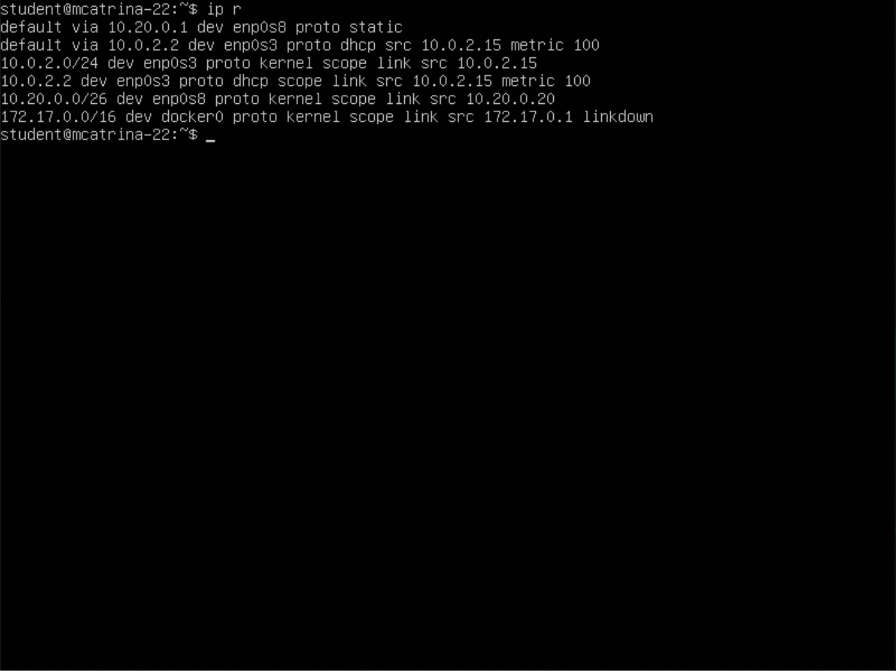 student@mcatrina-22:~$ ip r
default via 10.20.0.1 dev enp0s8 proto static
default via 10.0.2.2 dev enp0s3 proto dhcp src 10.0.2.15 metric 100
10.0.2.0/24 dev enp0s3 proto kernel scope link src 10.0.2.15
10.0.2.2 dev enp0s3 proto dhcp scope link src 10.0.2.15 metric 100
10.20.0.0/26 dev enp0s8 proto kernel scope link src 10.20.0.20
172.17.0.0/16 dev docker0 proto kernel scope link src 172.17.0.1 linkdown
student@mcatrina-22:~$ _